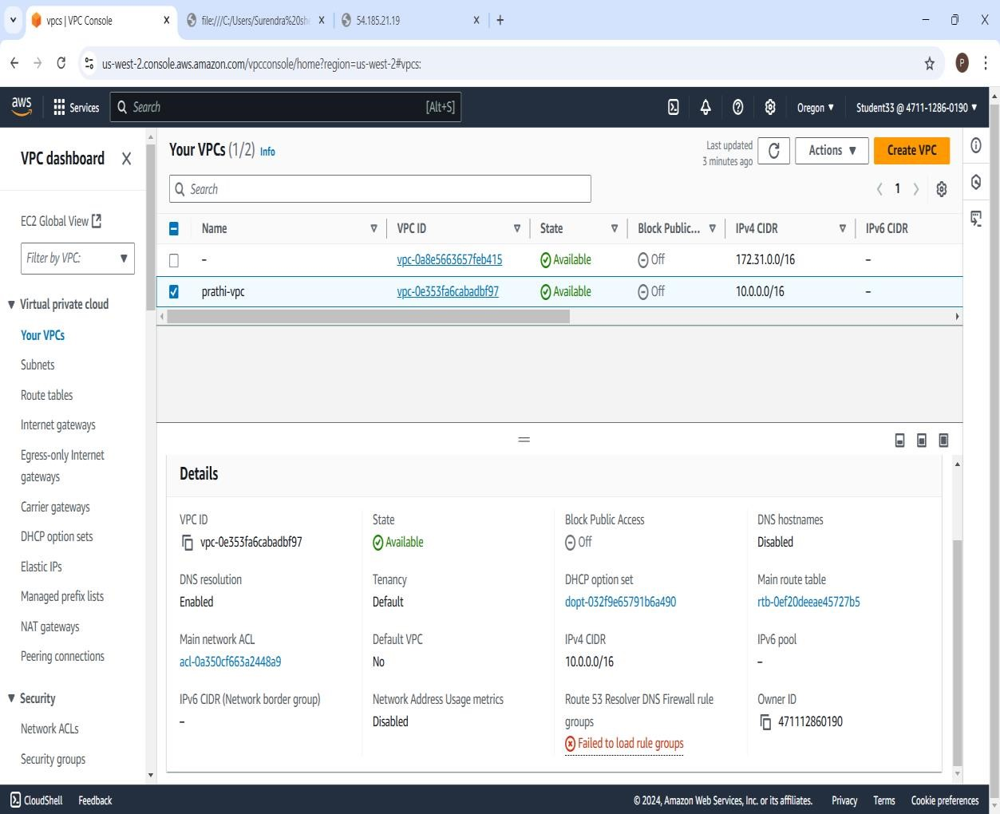 vpcs | VPC Console
file:///C:/Users/Surendra%20she
54.185.21.19
us-west-2.console.aws.amazon.com/vpcconsole/home?region=us-west-2#vpcs:
P
aws
Services
Search
[Alt+S]
Oregon
Student33 @ 4711-1286-0190
VPC dashboard
EC2 Global View
Filter by VPC:
Virtual private cloud
Your VPCs
Subnets
Route tables
Internet gateways
Egress-only Internet
gateways
Carrier gateways
DHCP option sets
Elastic IPs
Managed prefix lists
NAT gateways
Peering connections
Security
Network ACLs
Security groups
Your VPCs (1/2) Info
Last updated
3 minutes ago
Actions
Create VPC
Search
1
Name VPC ID State Block Public... IPv4 CIDR IPv6 CIDR
– vpc-0a8e5663657feb415 Available Off 172.31.0.0/16 –
prathi-vpc vpc-0e353fa6cabadbf97 Available Off 10.0.0.0/16 –
Details
VPC ID State Block Public Access DNS hostnames
vpc-0e353fa6cabadbf97 Available Off Disabled
DNS resolution Tenancy DHCP option set Main route table
Enabled Default dopt-032f9e65791b6a490 rtb-0ef20deeae45727b5
Main network ACL Default VPC IPv4 CIDR IPv6 pool
acl-0a350cf663a2448a9 No 10.0.0.0/16 –
IPv6 CIDR (Network border group) Network Address Usage metrics Route 53 Resolver DNS Firewall rule Owner ID
– Disabled groups 471112860190
Failed to load rule groups
CloudShell Feedback © 2024, Amazon Web Services, Inc. or its affiliates. Privacy Terms Cookie preferences